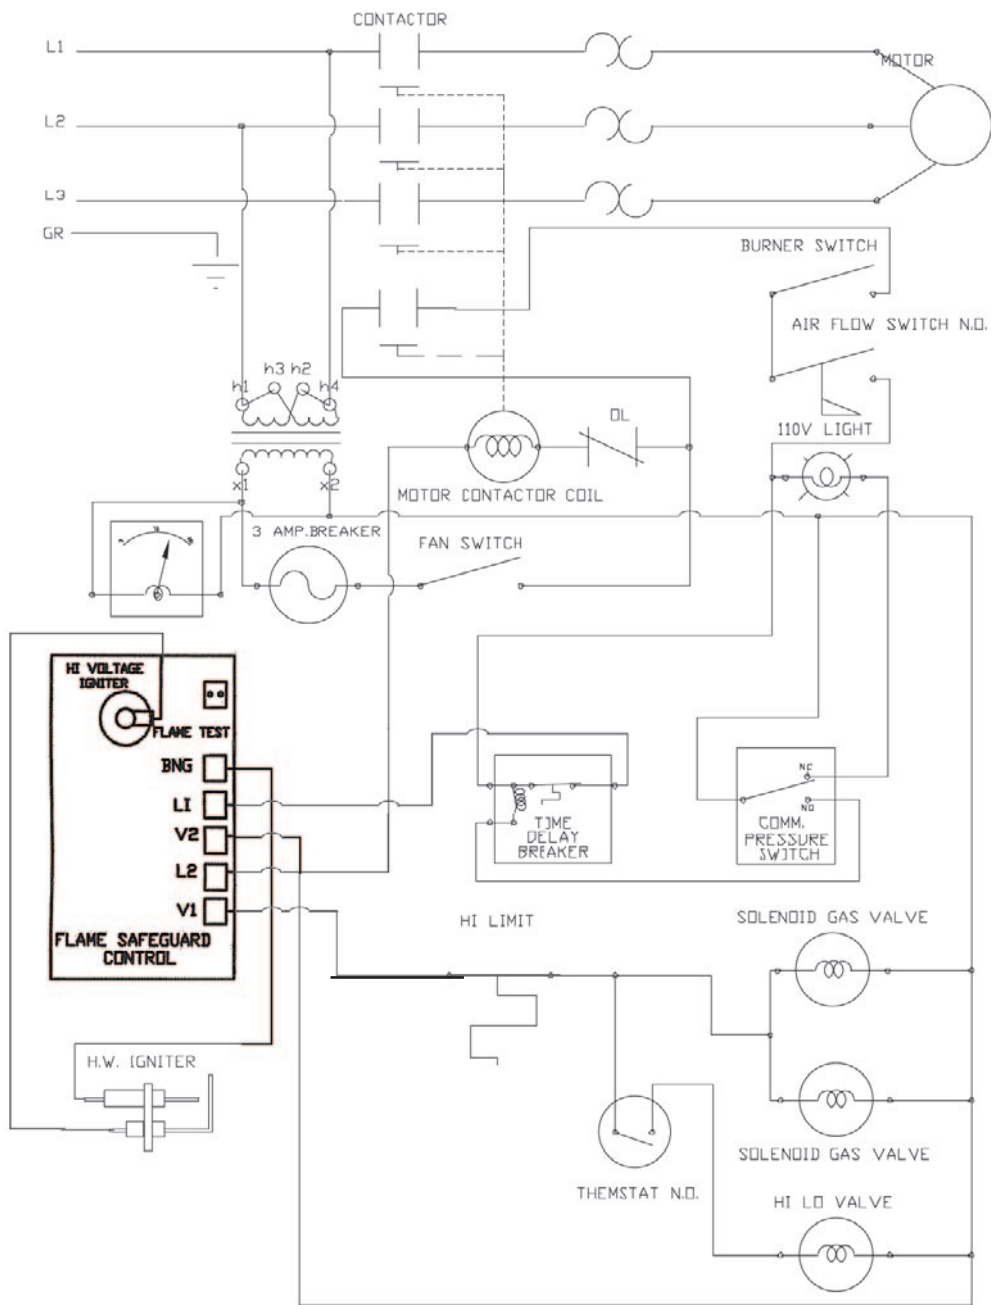 CONTACTOR
L1
MOTOR
L2
L3
GR
BURNER SWITCH
AIR FLOW SWITCH N.O.
h3 h2
h1
h4
OL
110V LIGHT
x1
x2
MOTOR CONTACTOR COIL
3 AMP.BREAKER
FAN SWITCH
HI VOLTAGE
IGNITER
FLAME TEST
BNG
LI
V2
L2
V1
FLAME SAFEGUARD
CONTROL
TIME
DELAY
BREAKER
NC
NO
COMM.
PRESSURE
SWITCH
HI LIMIT
SOLENOID GAS VALVE
H.W. IGNITER
SOLENOID GAS VALVE
THEMSTAT N.O.
HI LO VALVE